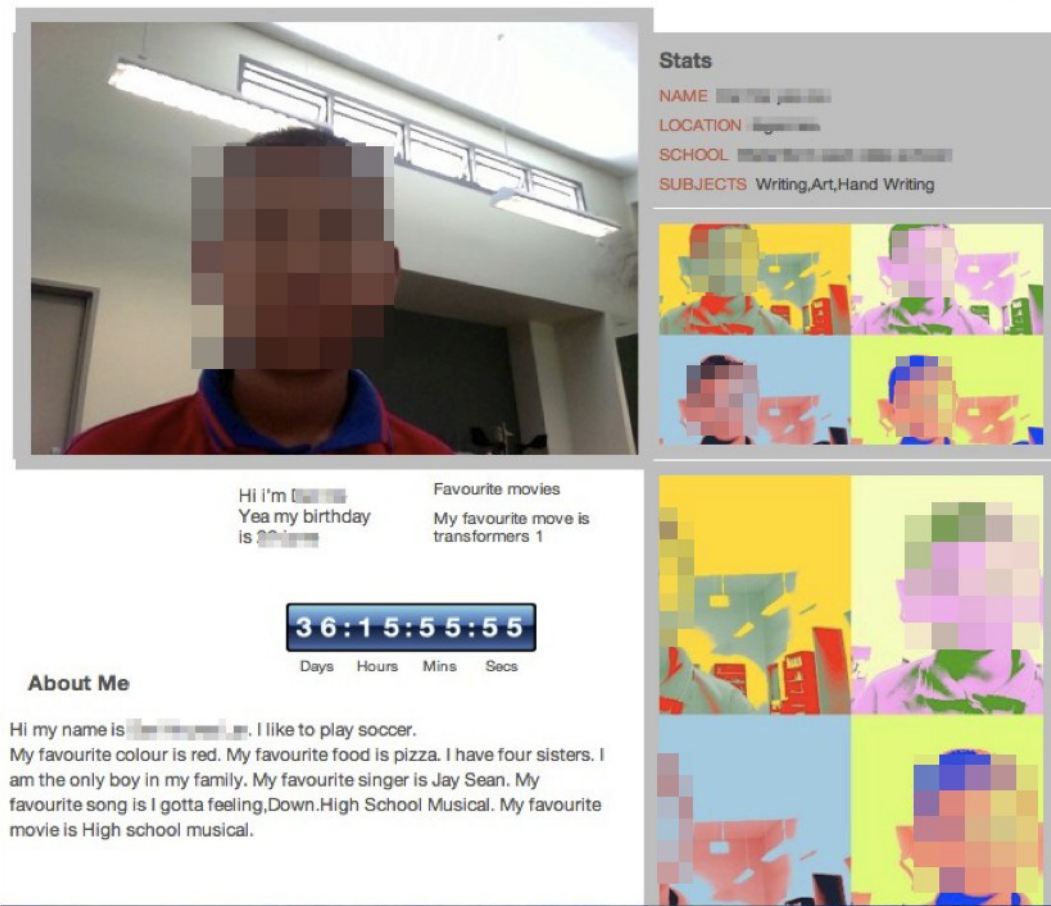 Stats
NAME
LOCATION
SCHOOL
SUBJECTS Writing,Art,Hand Writing
Hi i'm
Yea my birthday
is
Favourite movies
My favourite move is
transformers 1
36:15:55:55
Days Hours Mins Secs
About Me
Hi my name is . I like to play soccer.
My favourite colour is red. My favourite food is pizza. I have four sisters. I
am the only boy in my family. My favourite singer is Jay Sean. My
favourite song is I gotta feeling,Down.High School Musical. My favourite
movie is High school musical.